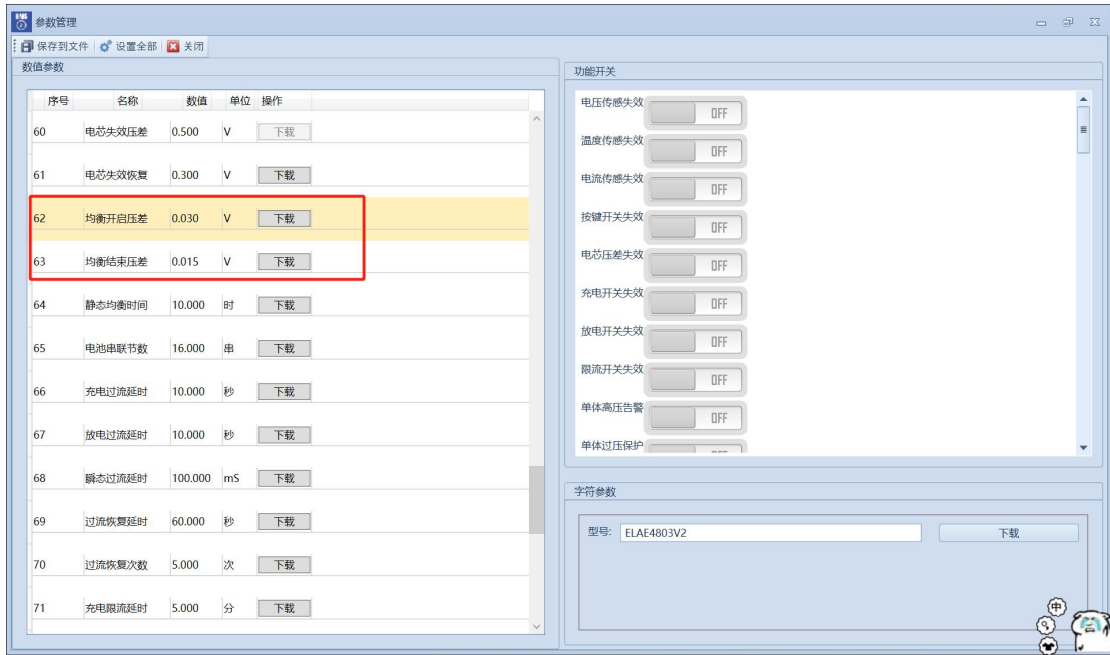 BMS
参数管理
保存到文件 设置全部 关闭
数值参数
序号 名称 数值 单位 操作
60 电芯失效压差 0.500 V 下载
61 电芯失效恢复 0.300 V 下载
62 均衡开启压差 0.030 V 下载
63 均衡结束压差 0.015 V 下载
64 静态均衡时间 10.000 时 下载
65 电池串联节数 16.000 串 下载
66 充电过流延时 10.000 秒 下载
67 放电过流延时 10.000 秒 下载
68 瞬态过流延时 100.000 mS 下载
69 过流恢复延时 60.000 秒 下载
70 过流恢复次数 5.000 次 下载
71 充电限流延时 5.000 分 下载
功能开关
电压传感失效 OFF
温度传感失效 OFF
电流传感失效 OFF
按键开关失效 OFF
电芯压差失效 OFF
充电开关失效 OFF
放电开关失效 OFF
限流开关失效 OFF
单体高压告警 OFF
单体过压保护
字符参数
型号: ELAE4803V2 下载
中